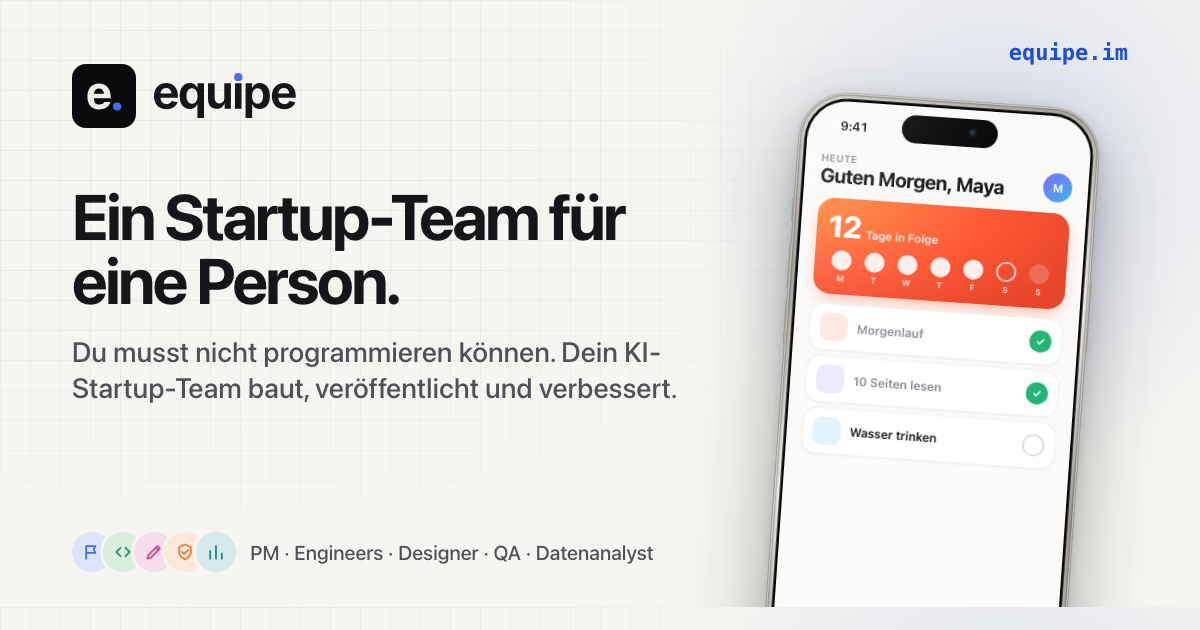 equipe.im
e. equipe
Ein Startup-Team für
eine Person.
Du musst nicht programmieren können. Dein KI-
Startup-Team baut, veröffentlicht und verbessert.
PM · Engineers · Designer · QA · Datenanalyst
9:41
HEUTE
Guten Morgen, Maya
M
12 Tage in Folge
M T W T F S S
Morgenlauf
10 Seiten lesen
Wasser trinken